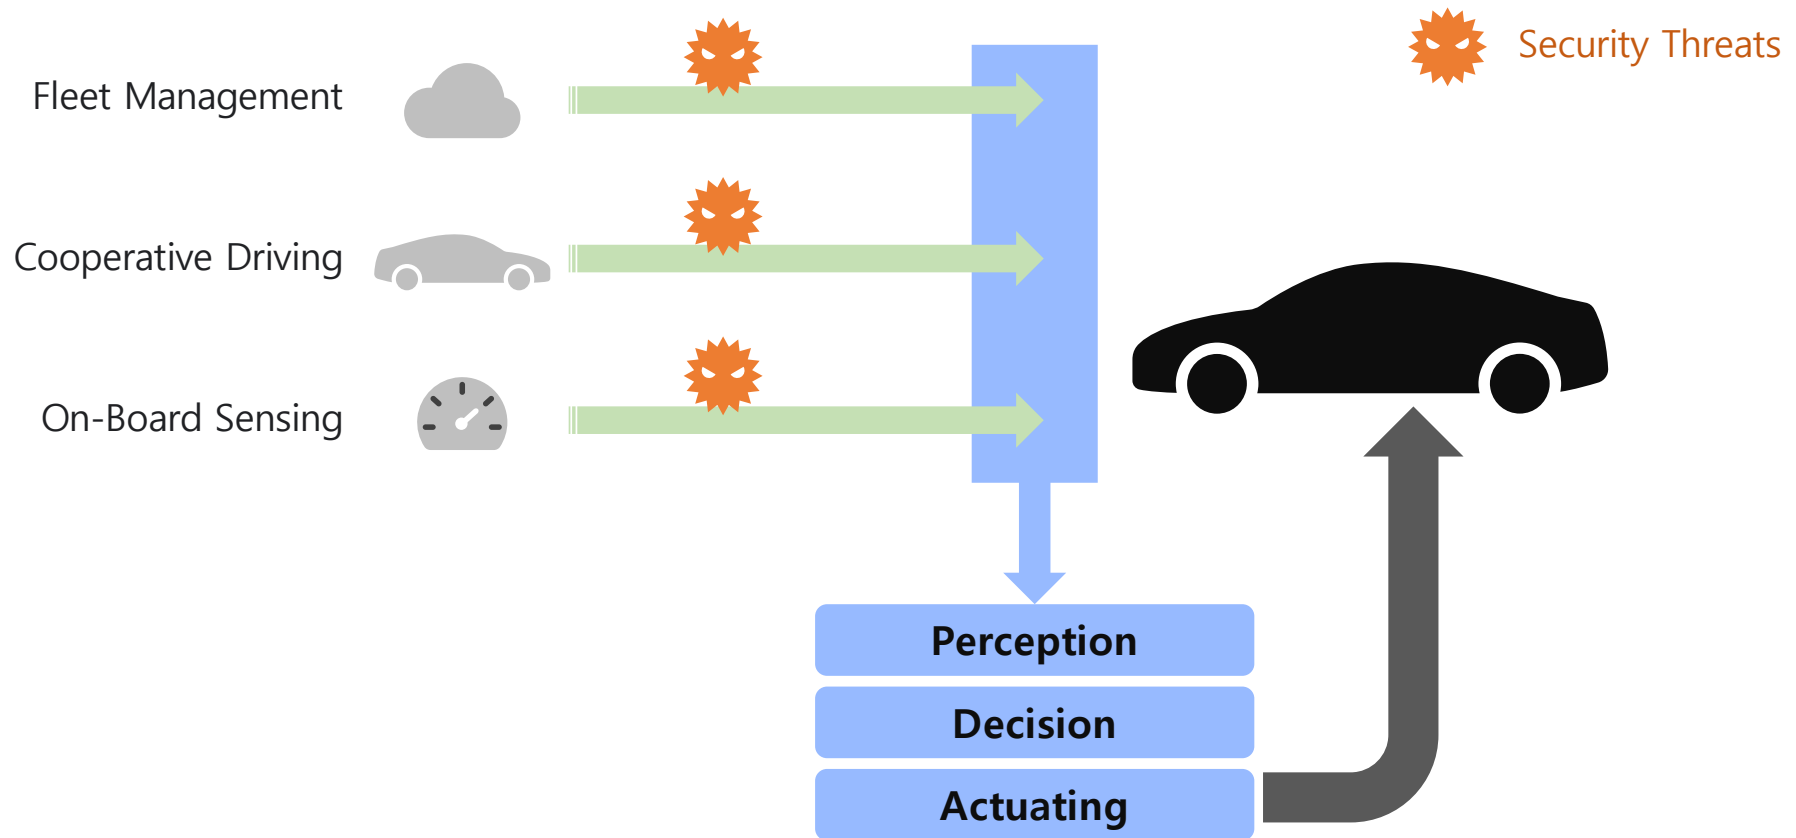 Security Threats
Fleet Management
Cooperative Driving
On-Board Sensing
Perception
Decision
Actuating